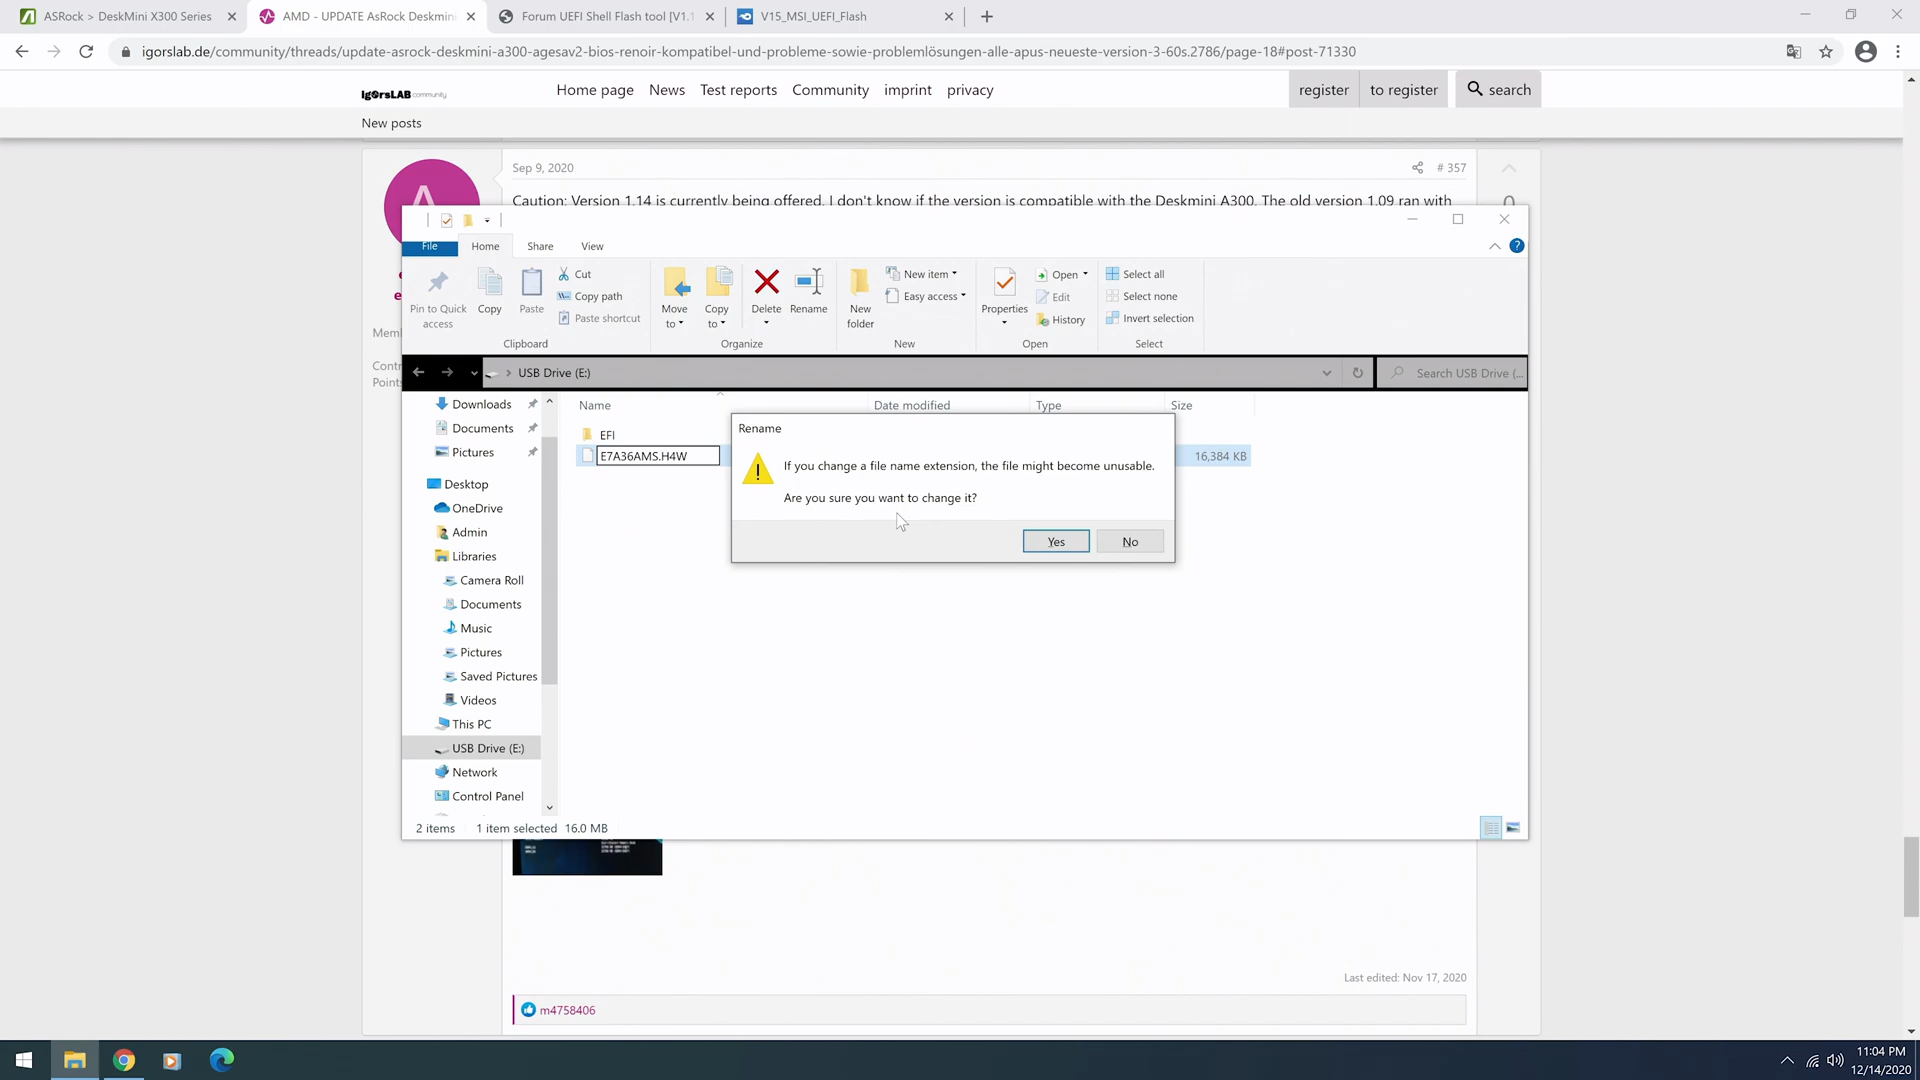 ASRock > DeskMini X300 Series
AMD - UPDATE AsRock Deskmini
Forum UEFI Shell Flash tool [V1.1
V15_MSI_UEFI_Flash
igorslab.de/community/threads/update-asrock-deskmini-a300-agesav2-bios-renoir-kompatibel-und-probleme-sowie-problemlösungen-alle-apus-neueste-version-3-60s.2786/page-18#post-71330
igorsLAB community
Home page
News
Test reports
Community
imprint
privacy
register
to register
search
New posts
Sep 9, 2020
# 357
Caution: Version 1.14 is currently being offered. I don't know if the version is compatible with the Deskmini A300. The old version 1.09 ran with
File
Home
Share
View
Pin to Quick access
Copy
Paste
Cut
Copy path
Paste shortcut
Clipboard
Move to
Copy to
Delete
Rename
Organize
New folder
New item
Easy access
New
Properties
Open
Edit
History
Open
Select all
Select none
Invert selection
Select
Memb
Contr
Points
USB Drive (E:)
Search USB Drive (...
Downloads
Documents
Pictures
Desktop
OneDrive
Admin
Libraries
Camera Roll
Documents
Music
Pictures
Saved Pictures
Videos
This PC
USB Drive (E:)
Network
Control Panel
Name
Date modified
Type
Size
EFI
E7A36AMS.H4W
16,384 KB
Rename
If you change a file name extension, the file might become unusable.
Are you sure you want to change it?
Yes
No
2 items
1 item selected
16.0 MB
Last edited: Nov 17, 2020
m4758406
11:04 PM
12/14/2020